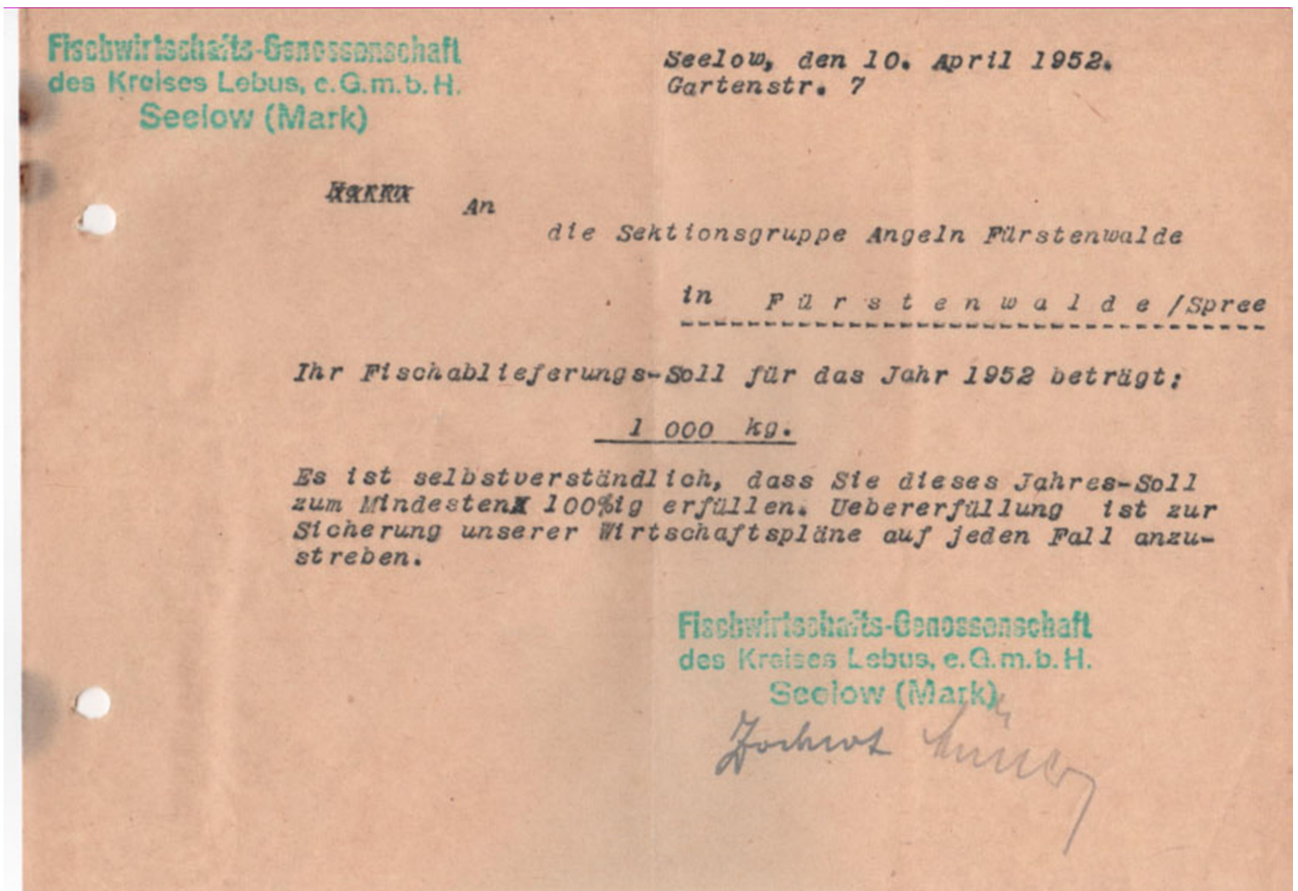 Fischwirtschafts-Genossenschaft
des Kreises Lebus, e.G.m.b.H.
Seelow (Mark)
Seelow, den 10. April 1952.
Gartenstr. 7
An
die Sektionsgruppe Angeln Fürstenwalde
in Fürstenwalde/Spree
Ihr Fischablieferungs-Soll für das Jahr 1952 beträgt:
1 000 kg.
Es ist selbstverständlich, dass Sie dieses Jahres-Soll
zum Mindesten 100%ig erfüllen. Uebererfüllung ist zur
Sicherung unserer Wirtschaftspläne auf jeden Fall anzu-
streben.
Fischwirtschafts-Genossenschaft
des Kreises Lebus, e.G.m.b.H.
Seelow (Mark)